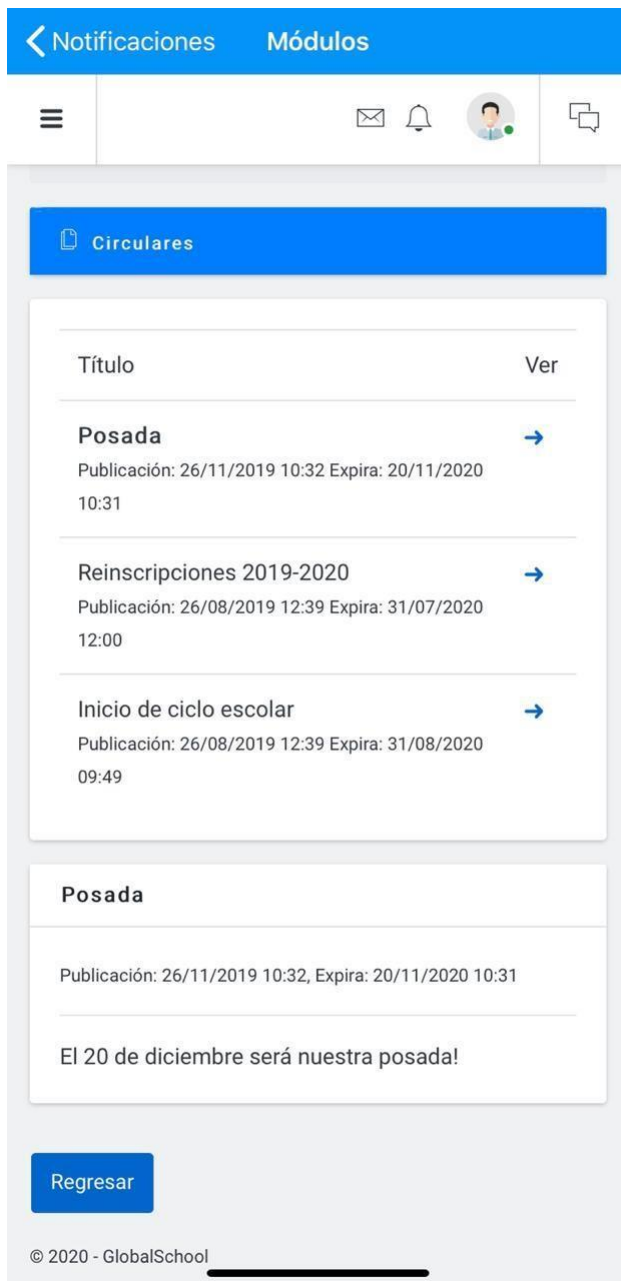 Notificaciones Módulos
Circulares
Título Ver
Posada
Publicación: 26/11/2019 10:32 Expira: 20/11/2020
10:31
Reinscripciones 2019-2020
Publicación: 26/08/2019 12:39 Expira: 31/07/2020
12:00
Inicio de ciclo escolar
Publicación: 26/08/2019 12:39 Expira: 31/08/2020
09:49
Posada
Publicación: 26/11/2019 10:32, Expira: 20/11/2020 10:31
El 20 de diciembre será nuestra posada!
Regresar
© 2020 - GlobalSchool